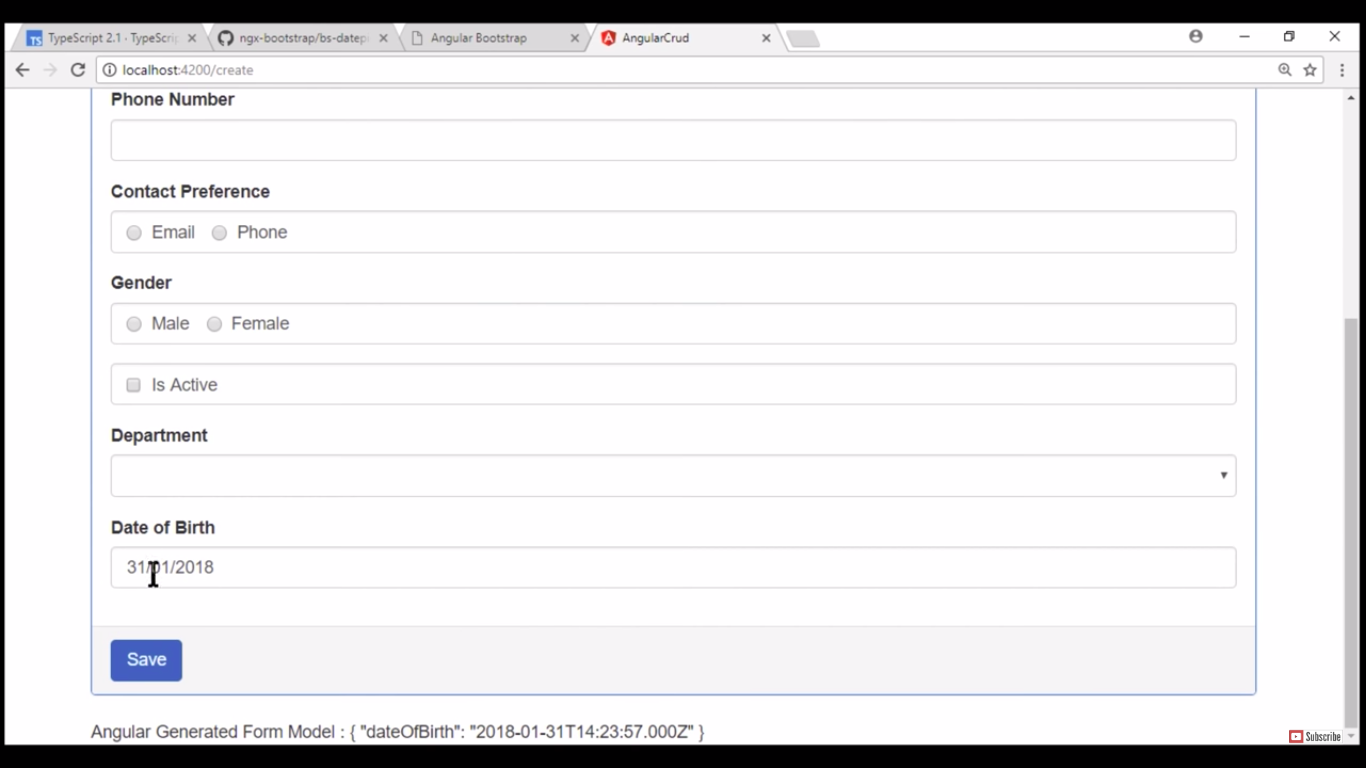 TS TypeScript 2.1 · TypeScrip
ngx-bootstrap/bs-datep
Angular Bootstrap
AngularCrud
localhost:4200/create
Phone Number
Contact Preference
Email Phone
Gender
Male Female
Is Active
Department
Date of Birth
31/01/2018
Save
Angular Generated Form Model : { "dateOfBirth": "2018-01-31T14:23:57.000Z" }
Subscribe